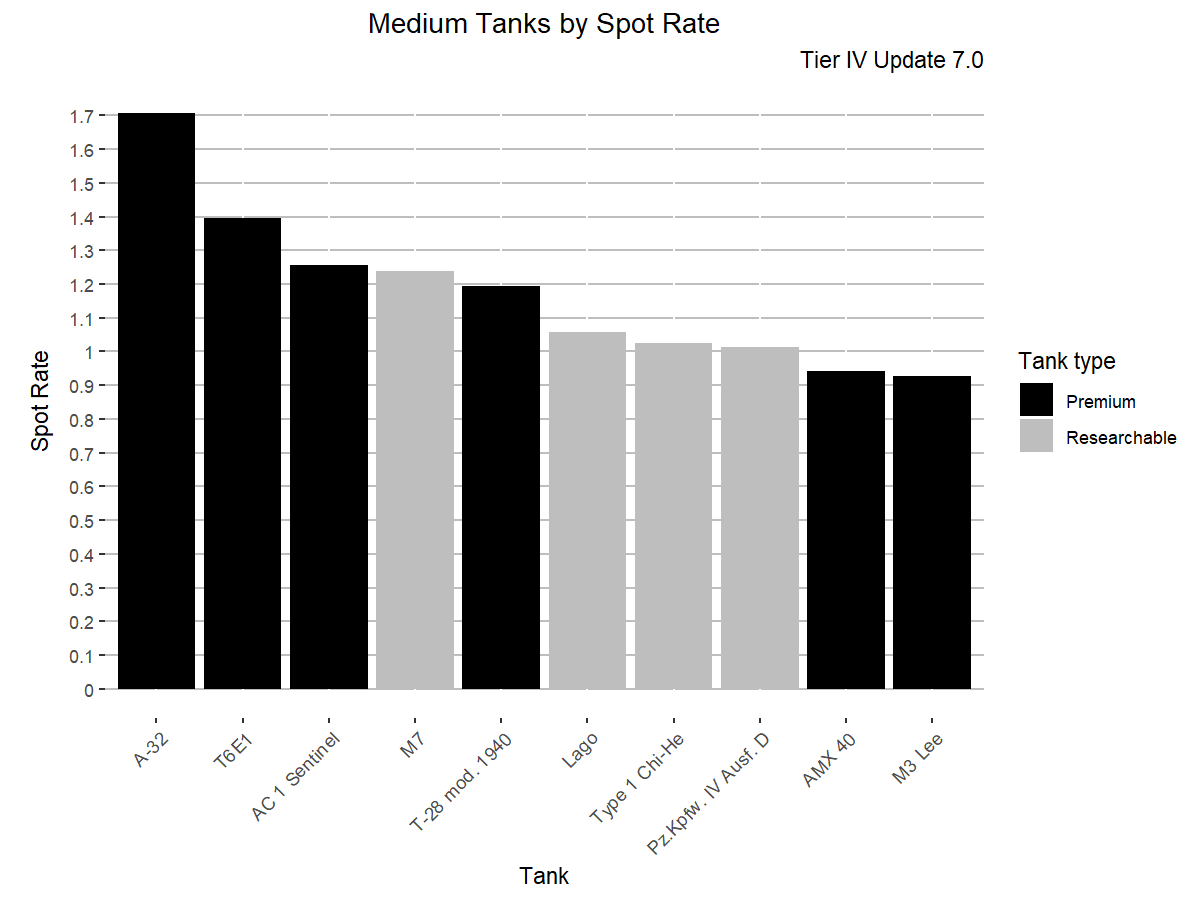 Medium Tanks by Spot Rate
Tier IV Update 7.0
1.7
1.6
1.5
1.4
1.3
1.2
1.1
1
0.9
0.8
0.7
0.6
0.5
0.4
0.3
0.2
0.1
0
Spot Rate
A-32
T6E1
AC 1 Sentinel
M7
T-28 mod. 1940
Lago
Type 1 Chi-He
Pz.Kpfw. IV Ausf. D
AMX 40
M3 Lee
Tank
Tank type
Premium
Researchable